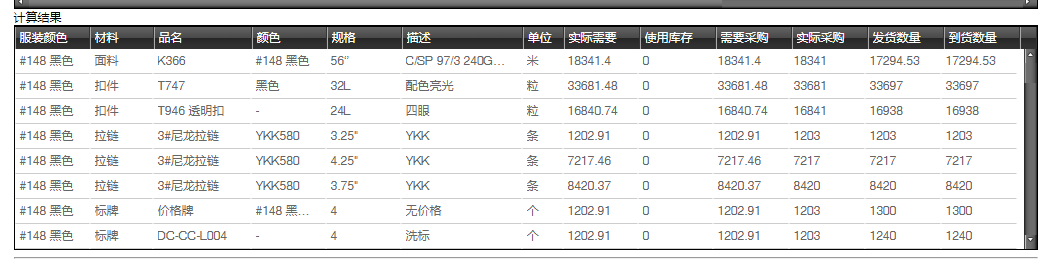 计算结果
服装颜色 材料 品名 颜色 规格 描述 单位 实际需要 使用库存 需要采购 实际采购 发货数量 到货数量
#148 黑色 面料 K366 #148 黑色 56" C/SP 97/3 240G... 米 18341.4 0 18341.4 18341 17294.53 17294.53
#148 黑色 扣件 T747 黑色 32L 配色亮光 粒 33681.48 0 33681.48 33681 33697 33697
#148 黑色 扣件 T946 透明扣 - 24L 四眼 粒 16840.74 0 16840.74 16841 16938 16938
#148 黑色 拉链 3#尼龙拉链 YKK580 3.25" YKK 条 1202.91 0 1202.91 1203 1203 1203
#148 黑色 拉链 3#尼龙拉链 YKK580 4.25" YKK 条 7217.46 0 7217.46 7217 7217 7217
#148 黑色 拉链 3#尼龙拉链 YKK580 3.75" YKK 条 8420.37 0 8420.37 8420 8420 8420
#148 黑色 标牌 价格牌 #148 黑... 4 无价格 个 1202.91 0 1202.91 1203 1300 1300
#148 黑色 标牌 DC-CC-L004 - 4 洗标 个 1202.91 0 1202.91 1203 1240 1240